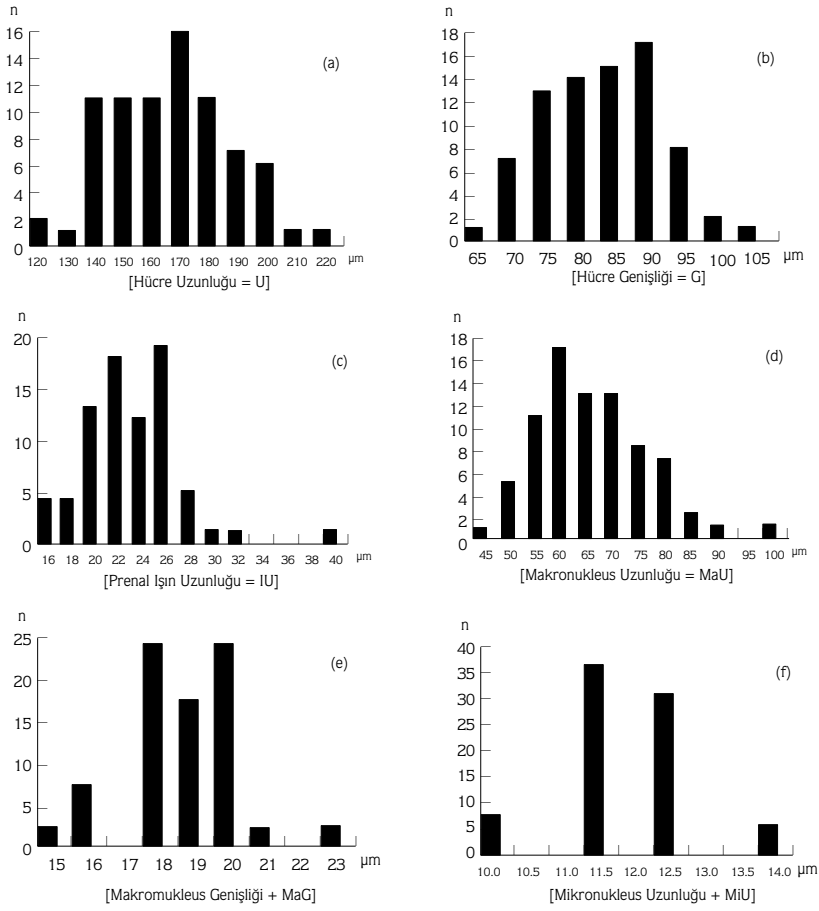 n
16
14
12
10
8
6
4
2
0
(a)
120 130 140 150 160 170 180 190 200 210 220 µm
[Hücre Uzunluğu = U]
n
18
16
14
12
10
8
6
4
2
0
(b)
65 70 75 80 85 90 95 100 105 µm
[Hücre Genişliği = G]
n
20
15
10
5
0
(c)
16 18 20 22 24 26 28 30 32 34 36 38 40 µm
[Prenal Işın Uzunluğu = IU]
n
18
16
14
12
10
8
6
4
2
0
(d)
45 50 55 60 65 70 75 80 85 90 95 100 µm
[Makronukleus Uzunluğu = MaU]
n
25
20
15
10
5
0
(e)
15 16 17 18 19 20 21 22 23 µm
[Makromukleus Genişliği + MaG]
n
40
35
30
25
20
15
10
5
0
(f)
10.0 10.5 11.0 11.5 12.0 12.5 13.0 13.5 14.0 µm
[Mikronukleus Uzunluğu + MiU]